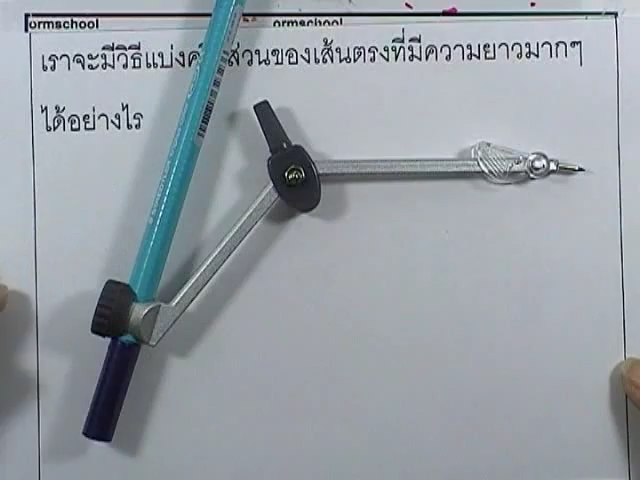 ormschool ormschool
เราจะมีวิธีแบ่งค ส่วนของเส้นตรงที่มีความยาวมากๆ
ได้อย่างไร